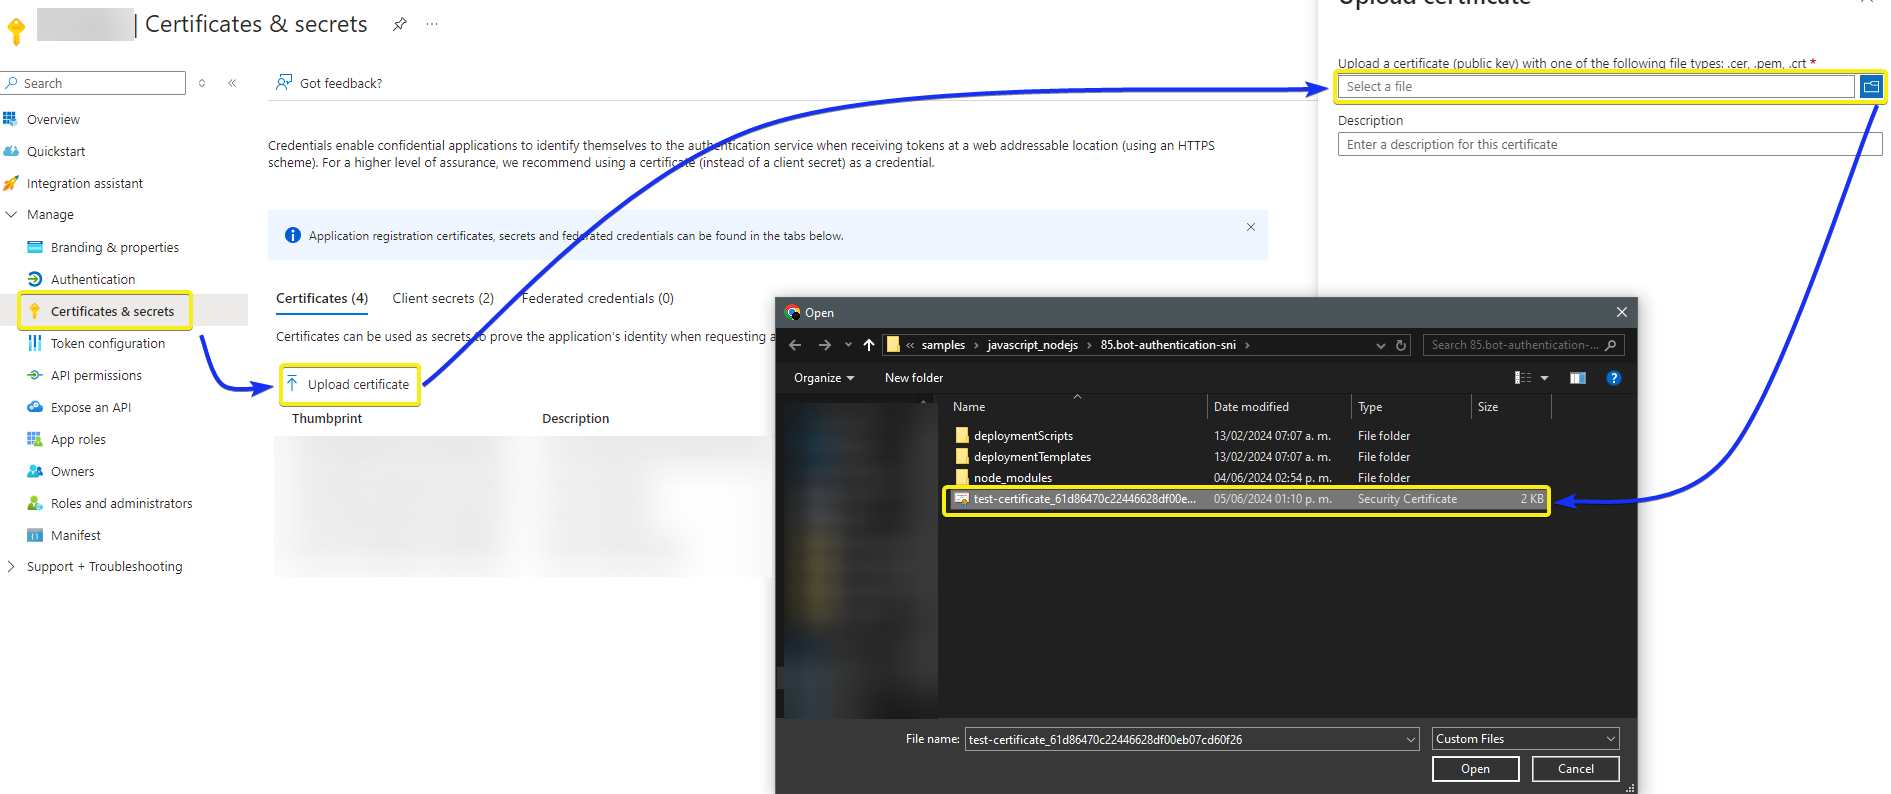 | Certificates & secrets
Search
Overview
Quickstart
Integration assistant
Manage
Branding & properties
Authentication
Certificates & secrets
Token configuration
API permissions
Expose an API
App roles
Owners
Roles and administrators
Manifest
Support + Troubleshooting
Got feedback?
Credentials enable confidential applications to identify themselves to the authentication service when receiving tokens at a web addressable location (using an HTTPS
scheme). For a higher level of assurance, we recommend using a certificate (instead of a client secret) as a credential.
Application registration certificates, secrets and federated credentials can be found in the tabs below.
Certificates (4) Client secrets (2) Federated credentials (0)
Certificates can be used as secrets to prove the application's identity when requesting a
Upload certificate
Thumbprint Description
Upload certificate
Upload a certificate (public key) with one of the following file types: .cer, .pem, .crt *
Select a file
Description
Enter a description for this certificate
Open
« samples › javascript_nodejs › 85.bot-authentication-sni ›
Search 85.bot-authentication-...
Organize New folder
Name Date modified Type Size
deploymentScripts 13/02/2024 07:07 a. m. File folder
deploymentTemplates 13/02/2024 07:07 a. m. File folder
node_modules 04/06/2024 02:54 p. m. File folder
test-certificate_61d86470c22446628df00e... 05/06/2024 01:10 p. m. Security Certificate 2 KB
File name: test-certificate_61d86470c22446628df00eb07cd60f26 Custom Files
Open Cancel